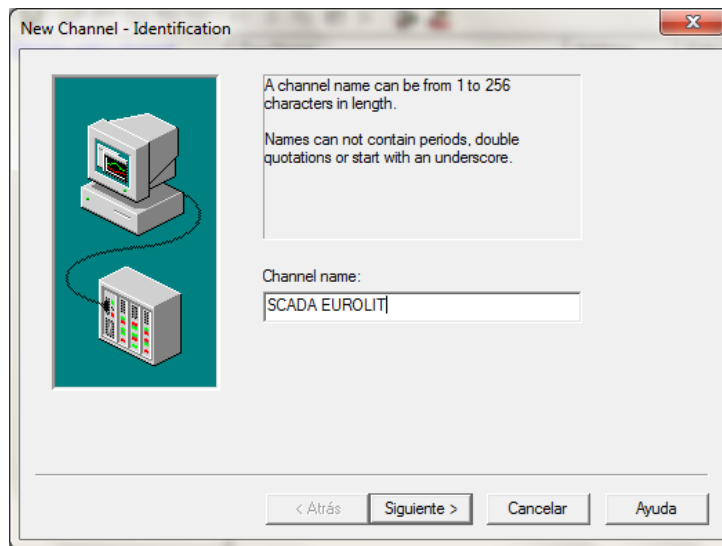 New Channel - Identification
A channel name can be from 1 to 256
characters in length.
Names can not contain periods, double
quotations or start with an underscore.
Channel name:
SCADA EUROLIT
< Atrás
Siguiente >
Cancelar
Ayuda